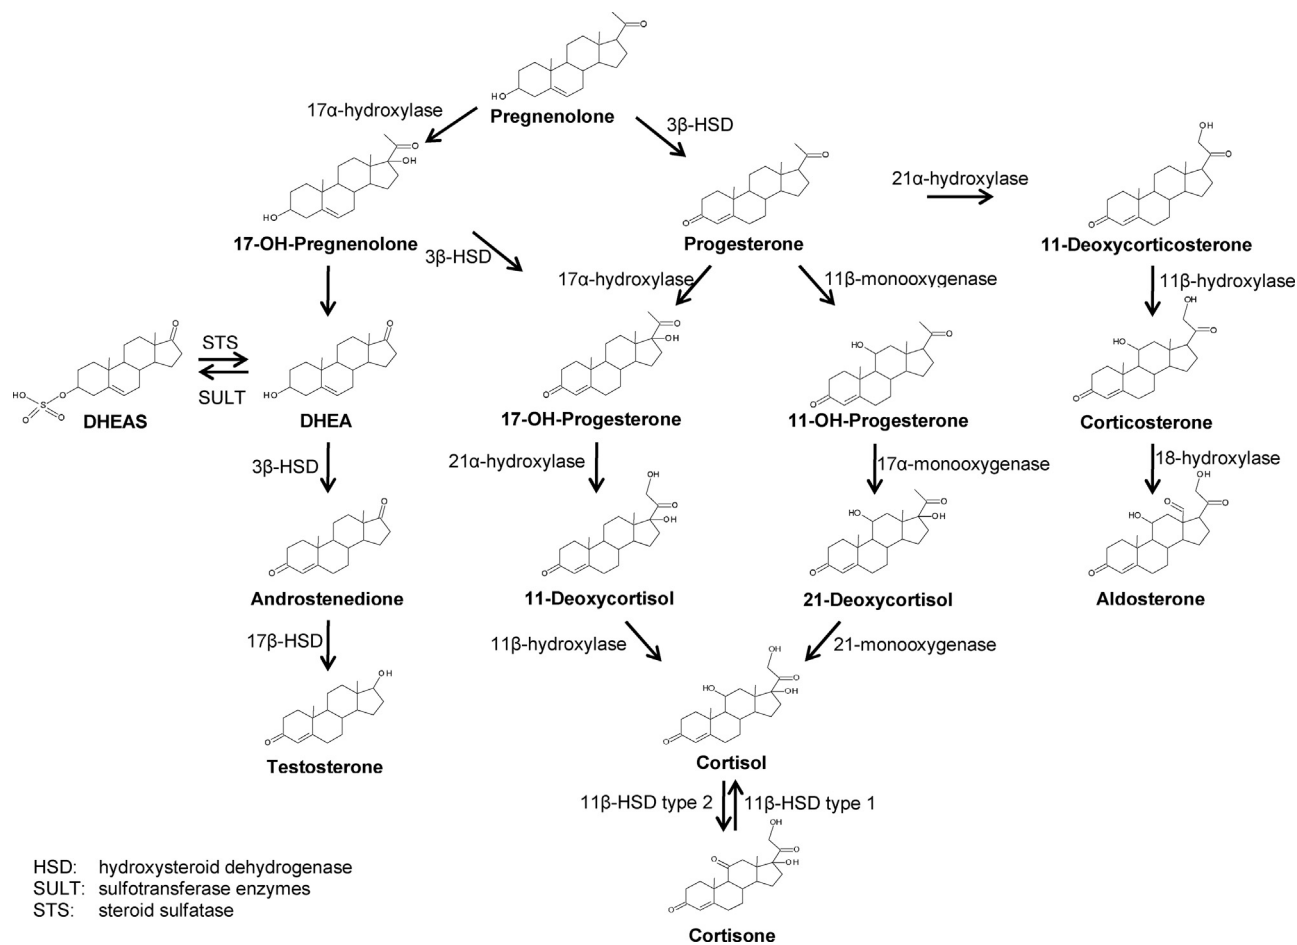 Pregnenolone
17α-hydroxylase
3β-HSD
17-OH-Pregnenolone
Progesterone
21α-hydroxylase
11-Deoxycorticosterone
3β-HSD
17α-hydroxylase
11β-monooxygenase
11β-hydroxylase
STS
SULT
DHEAS
DHEA
17-OH-Progesterone
11-OH-Progesterone
Corticosterone
3β-HSD
21α-hydroxylase
17α-monooxygenase
18-hydroxylase
Androstenedione
11-Deoxycortisol
21-Deoxycortisol
Aldosterone
17β-HSD
11β-hydroxylase
21-monooxygenase
Testosterone
Cortisol
11β-HSD type 2
11β-HSD type 1
Cortisone
HSD: hydroxysteroid dehydrogenase
SULT: sulfotransferase enzymes
STS: steroid sulfatase